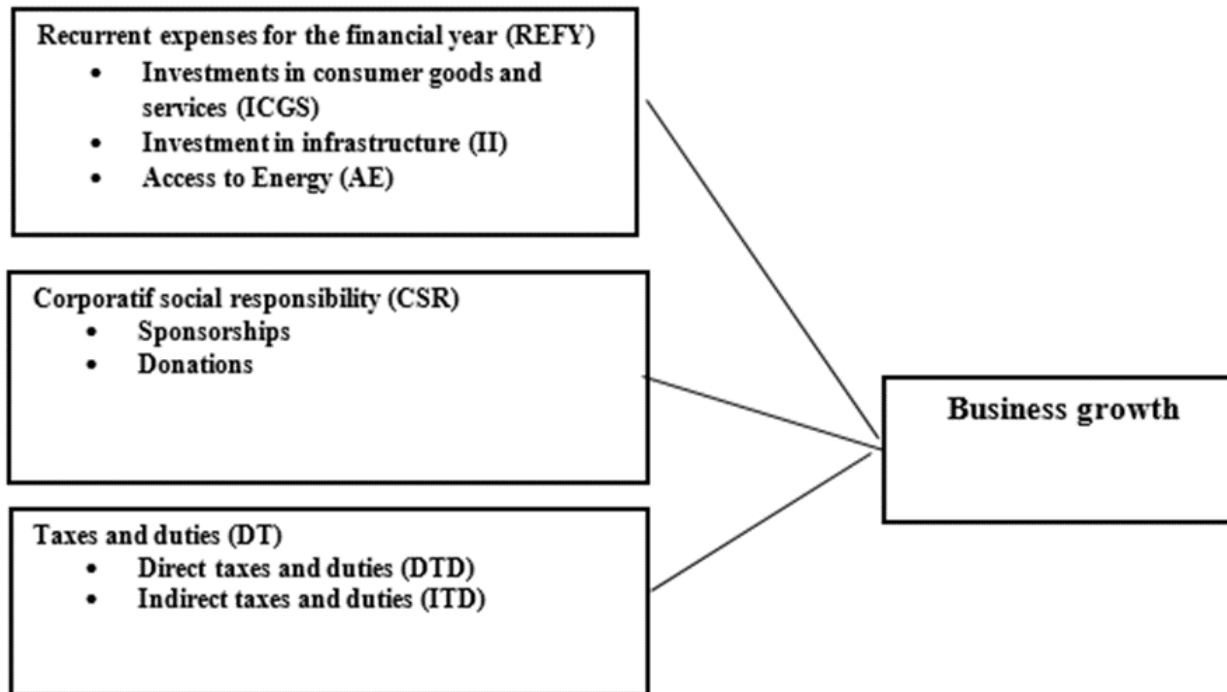 Recurrent expenses for the financial year (REFY)
• Investments in consumer goods and
services (ICGS)
• Investment in infrastructure (II)
• Access to Energy (AE)
Corporatif social responsibility (CSR)
• Sponsorships
• Donations
Business growth
Taxes and duties (DT)
• Direct taxes and duties (DTD)
• Indirect taxes and duties (ITD)